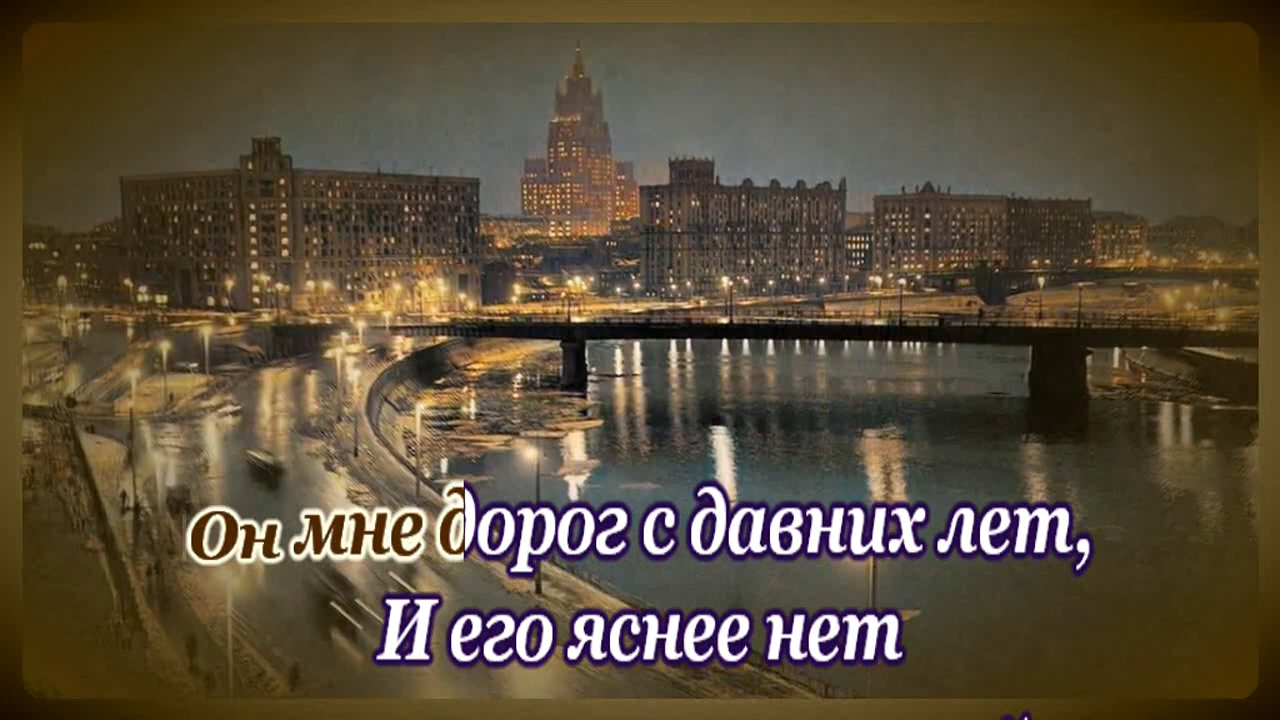 Он мне дорог с давних лет,
И его яснее нет